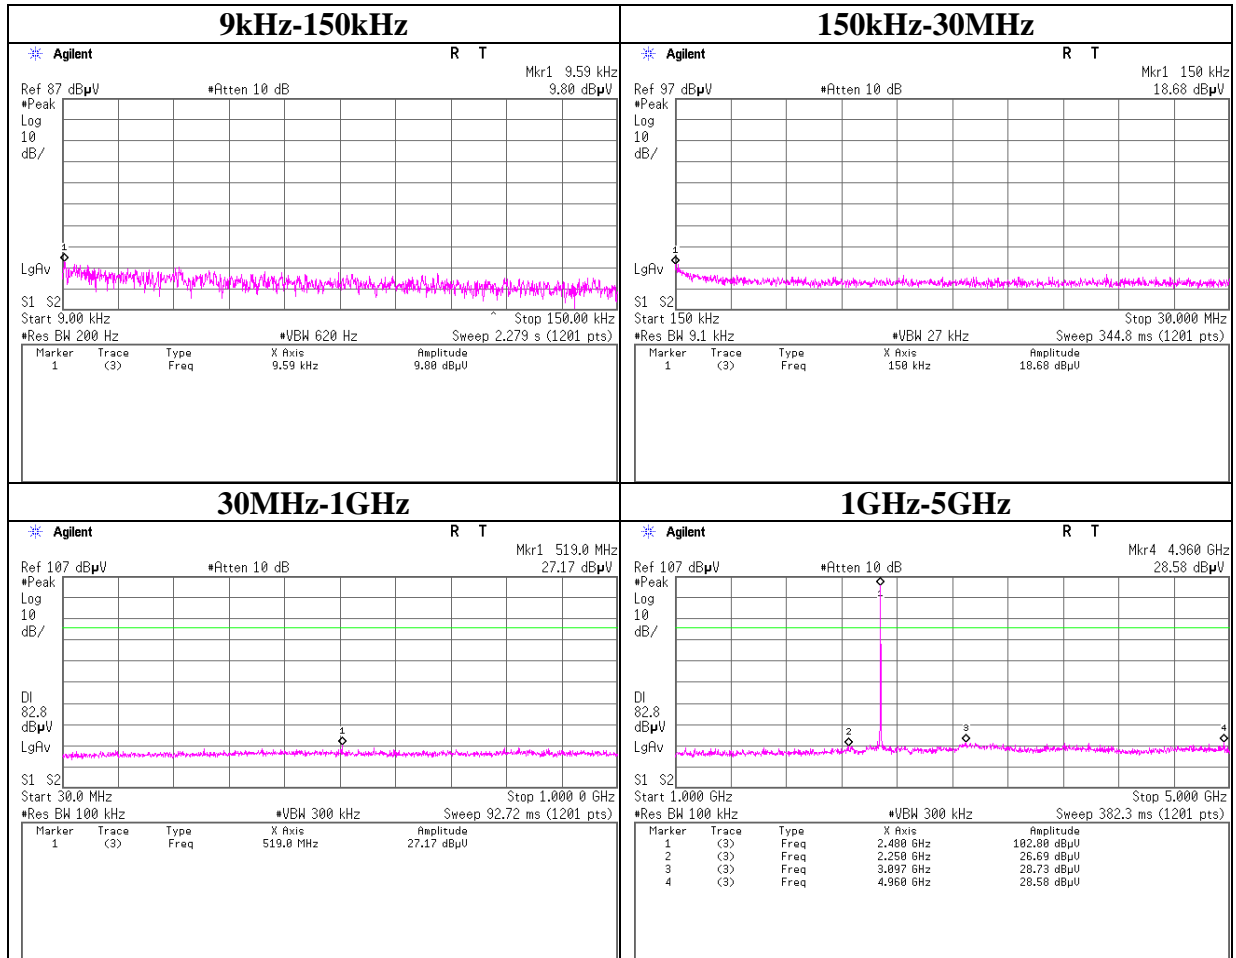 9kHz-150kHz
Agilent
R T
Mkr1 9.59 kHz
Ref 87 dBµV #Atten 10 dB 9.80 dBµV
#Peak
Log
10
dB/
1
LgAv
S1 S2
Start 9.00 kHz ^ Stop 150.00 kHz
#Res BW 200 Hz #VBW 620 Hz Sweep 2.279 s (1201 pts)
Marker Trace Type X Axis Amplitude
1 (3) Freq 9.59 kHz 9.80 dBµV
150kHz-30MHz
Agilent
R T
Mkr1 150 kHz
Ref 97 dBµV #Atten 10 dB 18.68 dBµV
#Peak
Log
10
dB/
1
LgAv
S1 S2
Start 150 kHz Stop 30.000 MHz
#Res BW 9.1 kHz #VBW 27 kHz Sweep 344.8 ms (1201 pts)
Marker Trace Type X Axis Amplitude
1 (3) Freq 150 kHz 18.68 dBµV
30MHz-1GHz
Agilent
R T
Mkr1 519.0 MHz
Ref 107 dBµV #Atten 10 dB 27.17 dBµV
#Peak
Log
10
dB/
DI
82.8
dBµV
1
LgAv
S1 S2
Start 30.0 MHz Stop 1.000 0 GHz
#Res BW 100 kHz #VBW 300 kHz Sweep 92.72 ms (1201 pts)
Marker Trace Type X Axis Amplitude
1 (3) Freq 519.0 MHz 27.17 dBµV
1GHz-5GHz
Agilent
R T
Mkr4 4.960 GHz
Ref 107 dBµV #Atten 10 dB 28.58 dBµV
#Peak
1
Log
10
dB/
DI
82.8
dBµV
2 3 4
LgAv
S1 S2
Start 1.000 GHz Stop 5.000 GHz
#Res BW 100 kHz #VBW 300 kHz Sweep 382.3 ms (1201 pts)
Marker Trace Type X Axis Amplitude
1 (3) Freq 2.480 GHz 102.80 dBµV
2 (3) Freq 2.250 GHz 26.69 dBµV
3 (3) Freq 3.097 GHz 28.73 dBµV
4 (3) Freq 4.960 GHz 28.58 dBµV